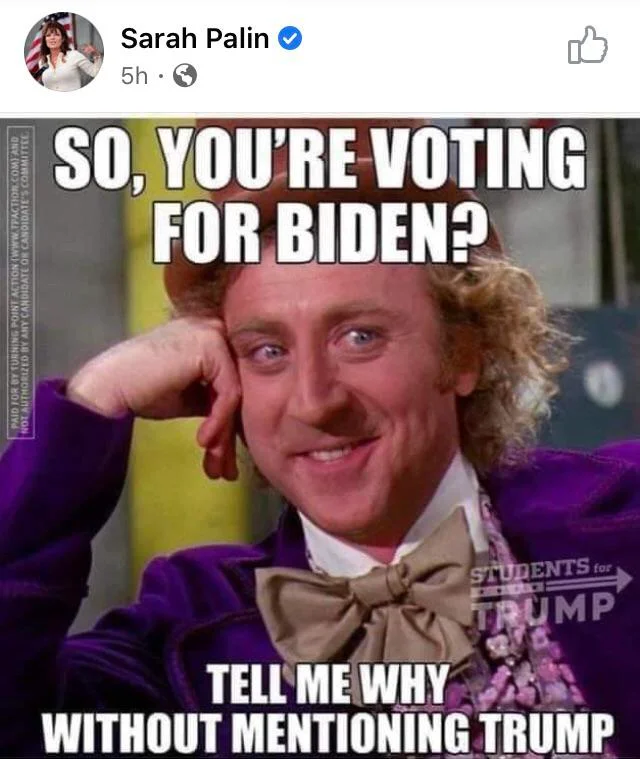 Sarah Palin
5h ·
PAID FOR BY TURNING POINT ACTION (WWW.TPACTION.COM) AND
NOT AUTHORIZED BY ANY CANDIDATE OR CANDIDATE'S COMMITTEE.
SO, YOU'RE VOTING
FOR BIDEN?
STUDENTS for
TRUMP
TELL ME WHY
WITHOUT MENTIONING TRUMP